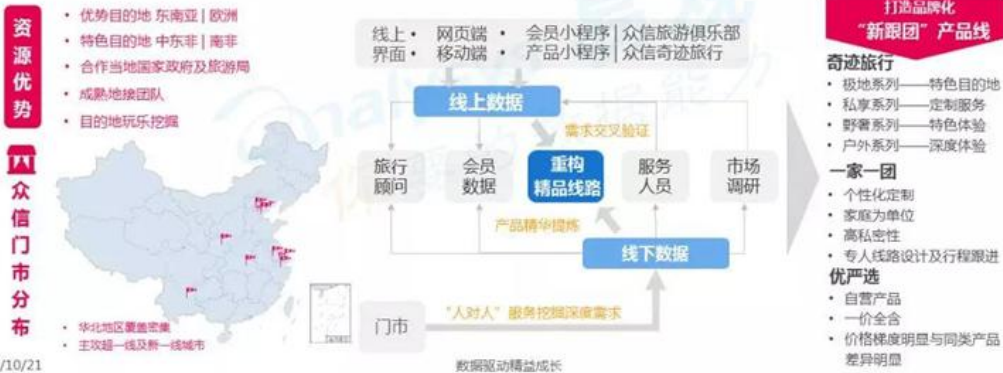 资源优势
优势目的地 东南亚 | 欧洲
特色目的地 中东非 | 南非
合作当地国家政府及旅游局
成熟地接团队
目的地玩乐挖掘
众信门市分布
华北地区覆盖密集
主攻超一线及新一线城市
/10/21
线上界面:
网页端
移动端
会员小程序 | 众信旅游俱乐部
产品小程序 | 众信奇迹旅行
线上数据
需求交叉验证
旅行顾问
会员数据
重构精品线路
服务人员
市场调研
产品精华提炼
线下数据
门市
“人对人”服务挖掘深度需求
数据驱动精益成长
打造品牌化
“新跟团”产品线
奇迹旅行
极地系列——特色目的地
私享系列——定制服务
野奢系列——特色体验
户外系列——深度体验
一家一团
个性化定制
家庭为单位
高私密性
专人线路设计及行程跟进
优严选
自营产品
一价全含
价格梯度明显与同类产品
差异明显